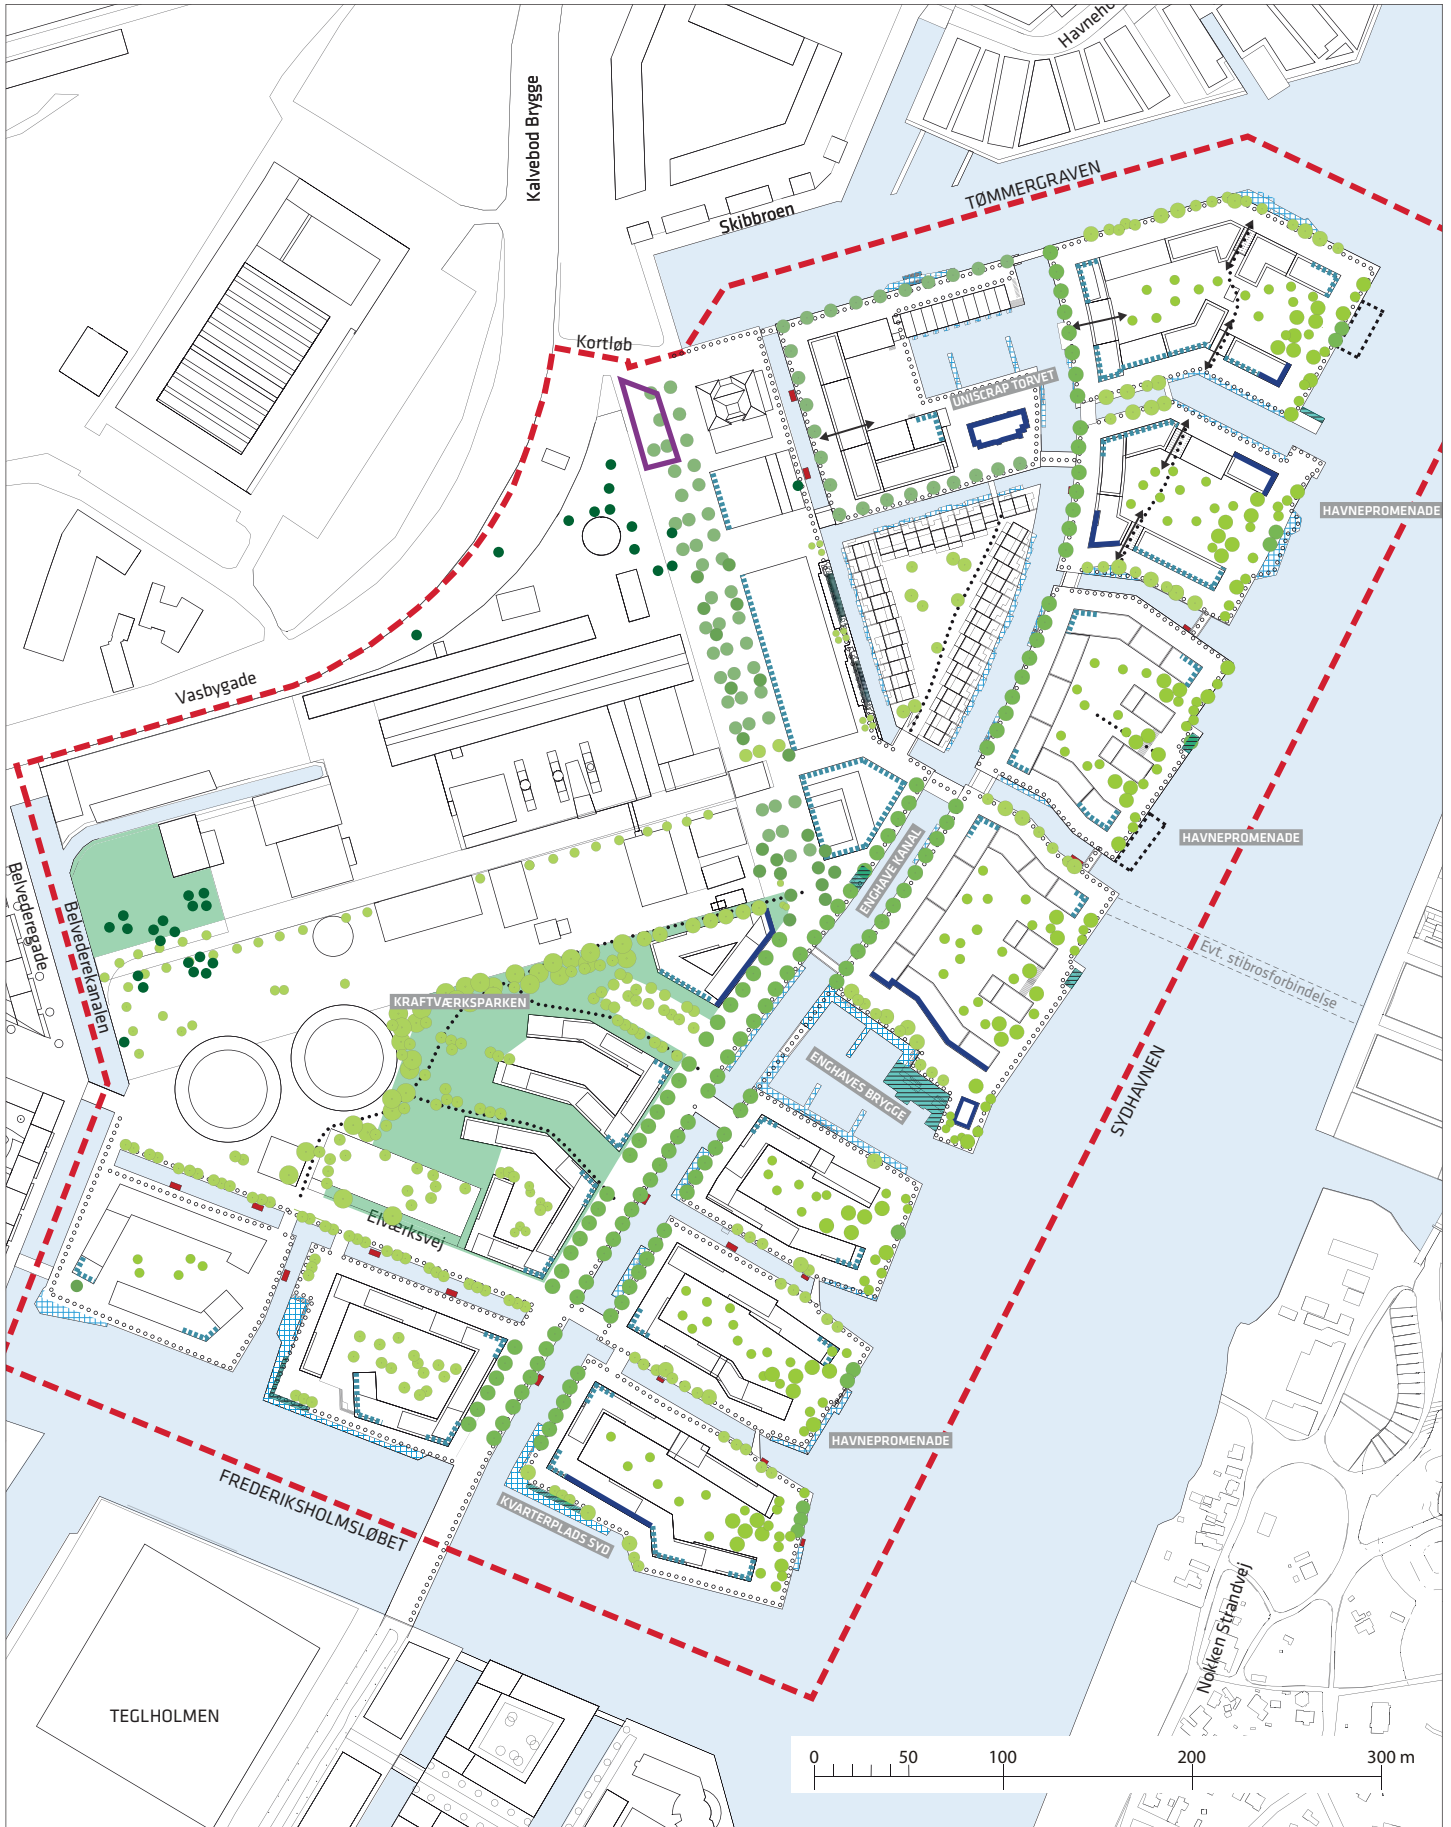 Havneho
Kalvebod Brygge
TØMMERGRAVEN
Skibbroen
Kortløb
UNISCRAP TORVET
HAVNEPROMENADE
Vasbygade
HAVNEPROMENADE
ENGHAVE KANAL
Belvederegade
Belvederekanalen
Evt. stibrosforbindelse
KRAFTVÆRKSPARKEN
ENGHAVES BRYGGE
SYDHAVNEN
Elværksvej
HAVNEPROMENADE
FREDERIKSHOLMSLØBET
KVARTERPLADS SYD
Nokken Strandvej
TEGLHOLMEN
0 50 100 200 300 m